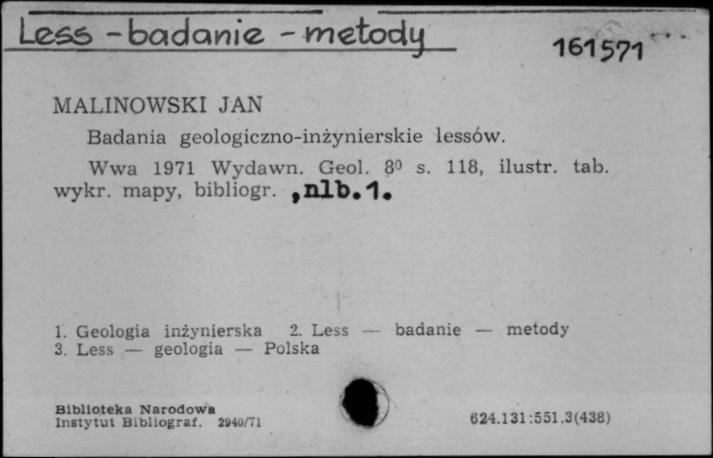 Less - badanie - metody
161571
MALINOWSKI JAN
Badania geologiczno-inżynierskie lessów.
Wwa 1971 Wydawn. Geol. 8⁰ s. 118, ilustr. tab.
wykr. mapy, bibliogr. ,nlb.1.
1. Geologia inżynierska 2. Less — badanie — metody
3. Less — geologia — Polska
Biblioteka Narodowa
Instytut Bibliograf. 2940/71
624.131:551.3(438)